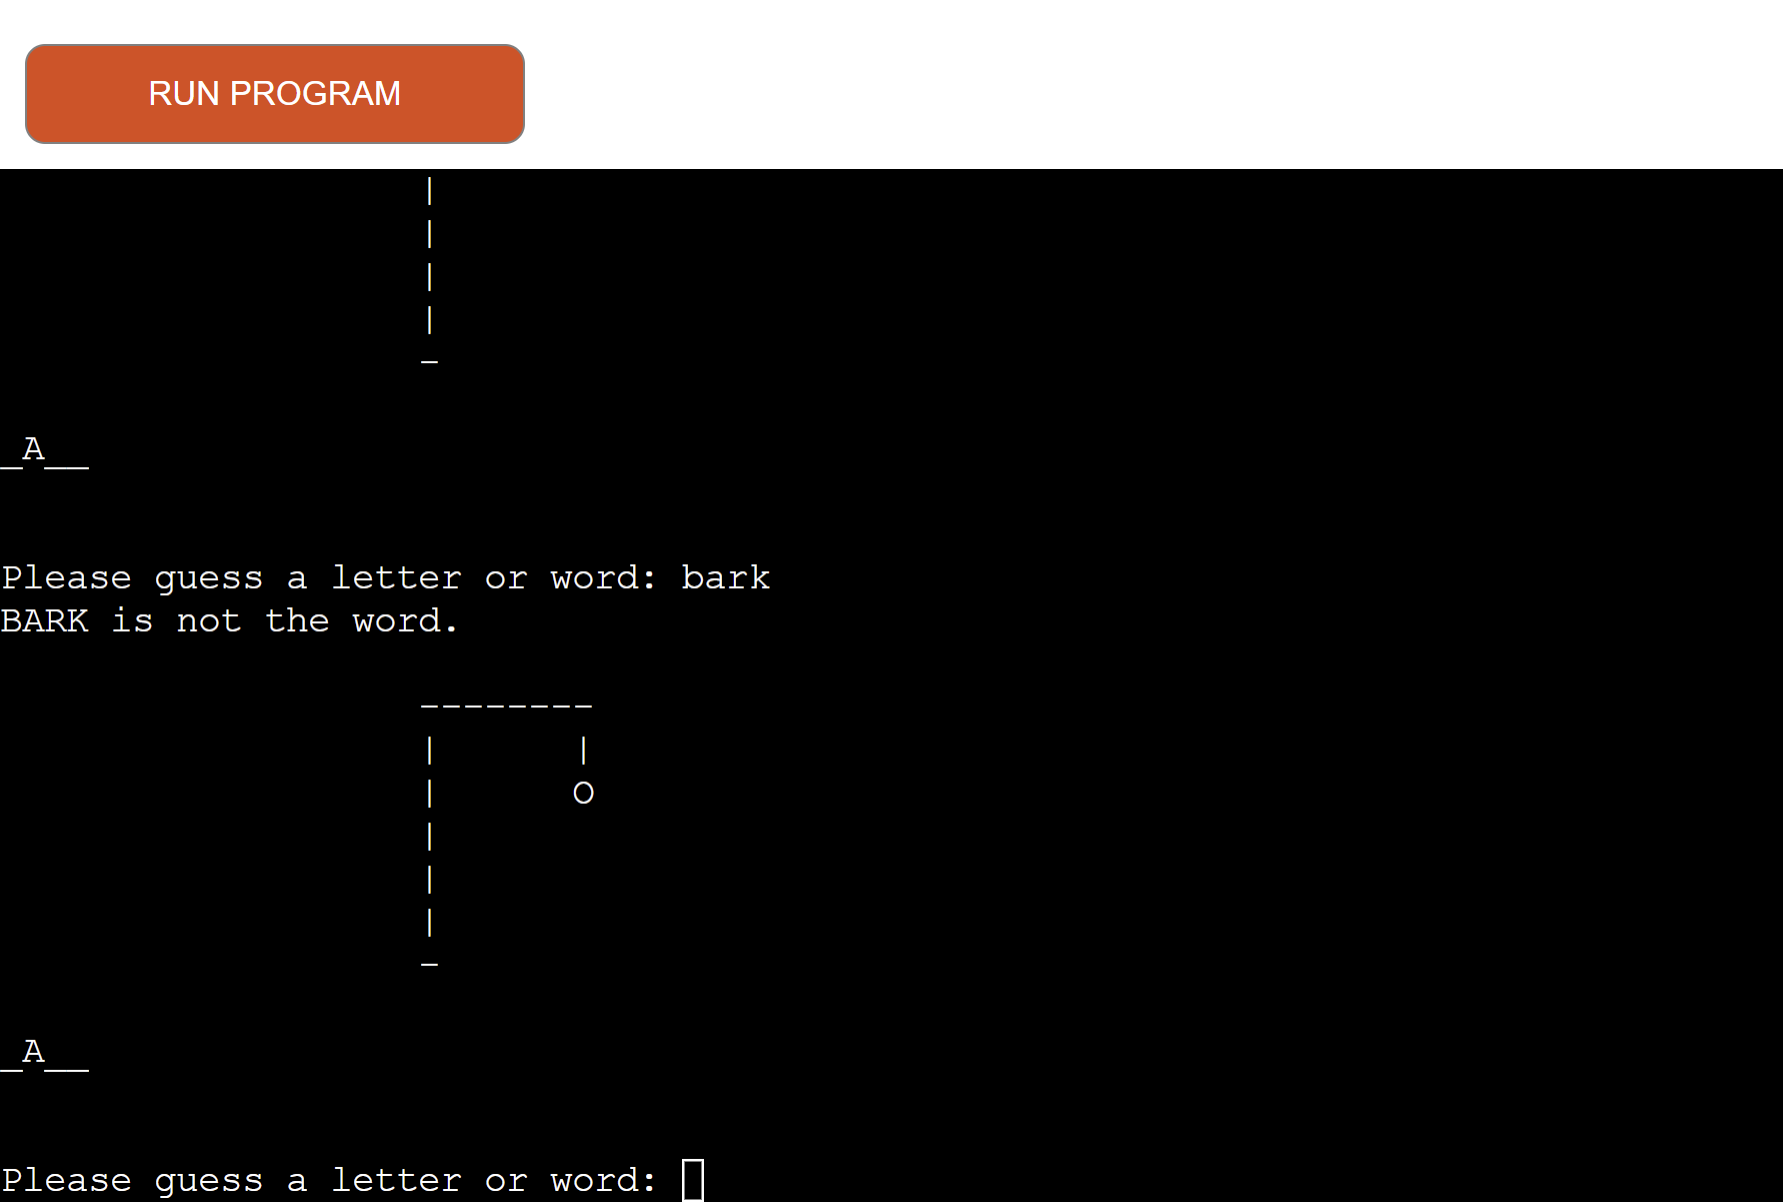 RUN PROGRAM
|
|
|
|
-
_A__
Please guess a letter or word: bark
BARK is not the word.
--------
|      |
|      O
|
|
|
-
_A__
Please guess a letter or word: